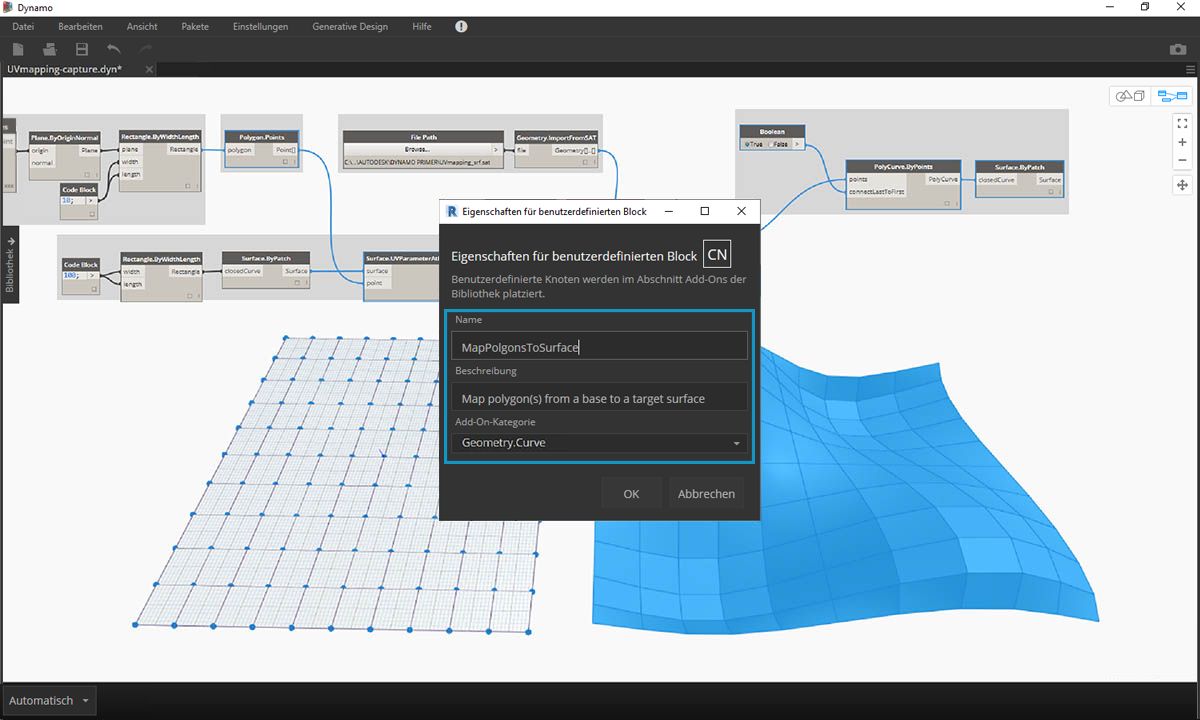 Dynamo
Datei Bearbeiten Ansicht Pakete Einstellungen Generative Design Hilfe
UVmapping-capture.dyn*
Plane.ByOriginNormal
origin Plane
normal
Rectangle.ByWidthLength
plane Rectangle
width
length
Code Block
10; >
Polygon.Points
polygon Point[]
File Path
Browse... >
C:\...\AUTODESK\DYNAMO PRIMER\UVmapping_srf.sat
Geometry.ImportFromSAT
file Geometry[]..[]
Boolean
True False >
PolyCurve.ByPoints
points PolyCurve
connectLastToFirst
Surface.ByPatch
closedCurve Surface
Bibliothek
Code Block
100; >
Rectangle.ByWidthLength
width Rectangle
length
Surface.ByPatch
closedCurve Surface
Surface.UVParameterAt
surface
point
Eigenschaften für benutzerdefinierten Block
Eigenschaften für benutzerdefinierten Block CN
Benutzerdefinierte Knoten werden im Abschnitt Add-Ons der
Bibliothek platziert.
Name
MapPolgonsToSurface
Beschreibung
Map polygon(s) from a base to a target surface
Add-On-Kategorie
Geometry.Curve
OK Abbrechen
Automatisch